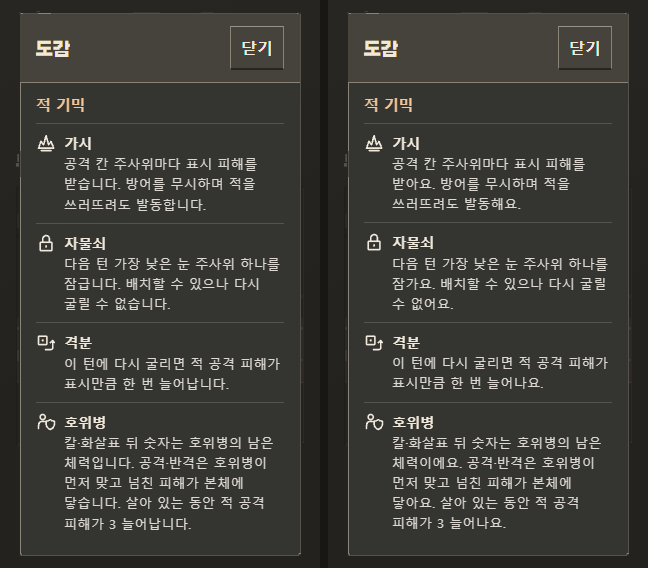 도감
닫기
적 기믹
가시
공격 칸 주사위마다 표시 피해를
받습니다. 방어를 무시하며 적을
쓰러뜨려도 발동합니다.
자물쇠
다음 턴 가장 낮은 눈 주사위 하나를
잠급니다. 배치할 수 있으나 다시
굴릴 수 없습니다.
격분
이 턴에 다시 굴리면 적 공격 피해가
표시만큼 한 번 늘어납니다.
호위병
칼·화살표 뒤 숫자는 호위병의 남은
체력입니다. 공격·반격은 호위병이
먼저 맞고 넘친 피해가 본체에
닿습니다. 살아 있는 동안 적 공격
피해가 3 늘어납니다.
도감
닫기
적 기믹
가시
공격 칸 주사위마다 표시 피해를
받아요. 방어를 무시하며 적을
쓰러뜨려도 발동해요.
자물쇠
다음 턴 가장 낮은 눈 주사위 하나를
잠가요. 배치할 수 있으나 다시 굴릴
수 없어요.
격분
이 턴에 다시 굴리면 적 공격 피해가
표시만큼 한 번 늘어나요.
호위병
칼·화살표 뒤 숫자는 호위병의 남은
체력이에요. 공격·반격은 호위병이
먼저 맞고 넘친 피해가 본체에
닿아요. 살아 있는 동안 적 공격
피해가 3 늘어나요.